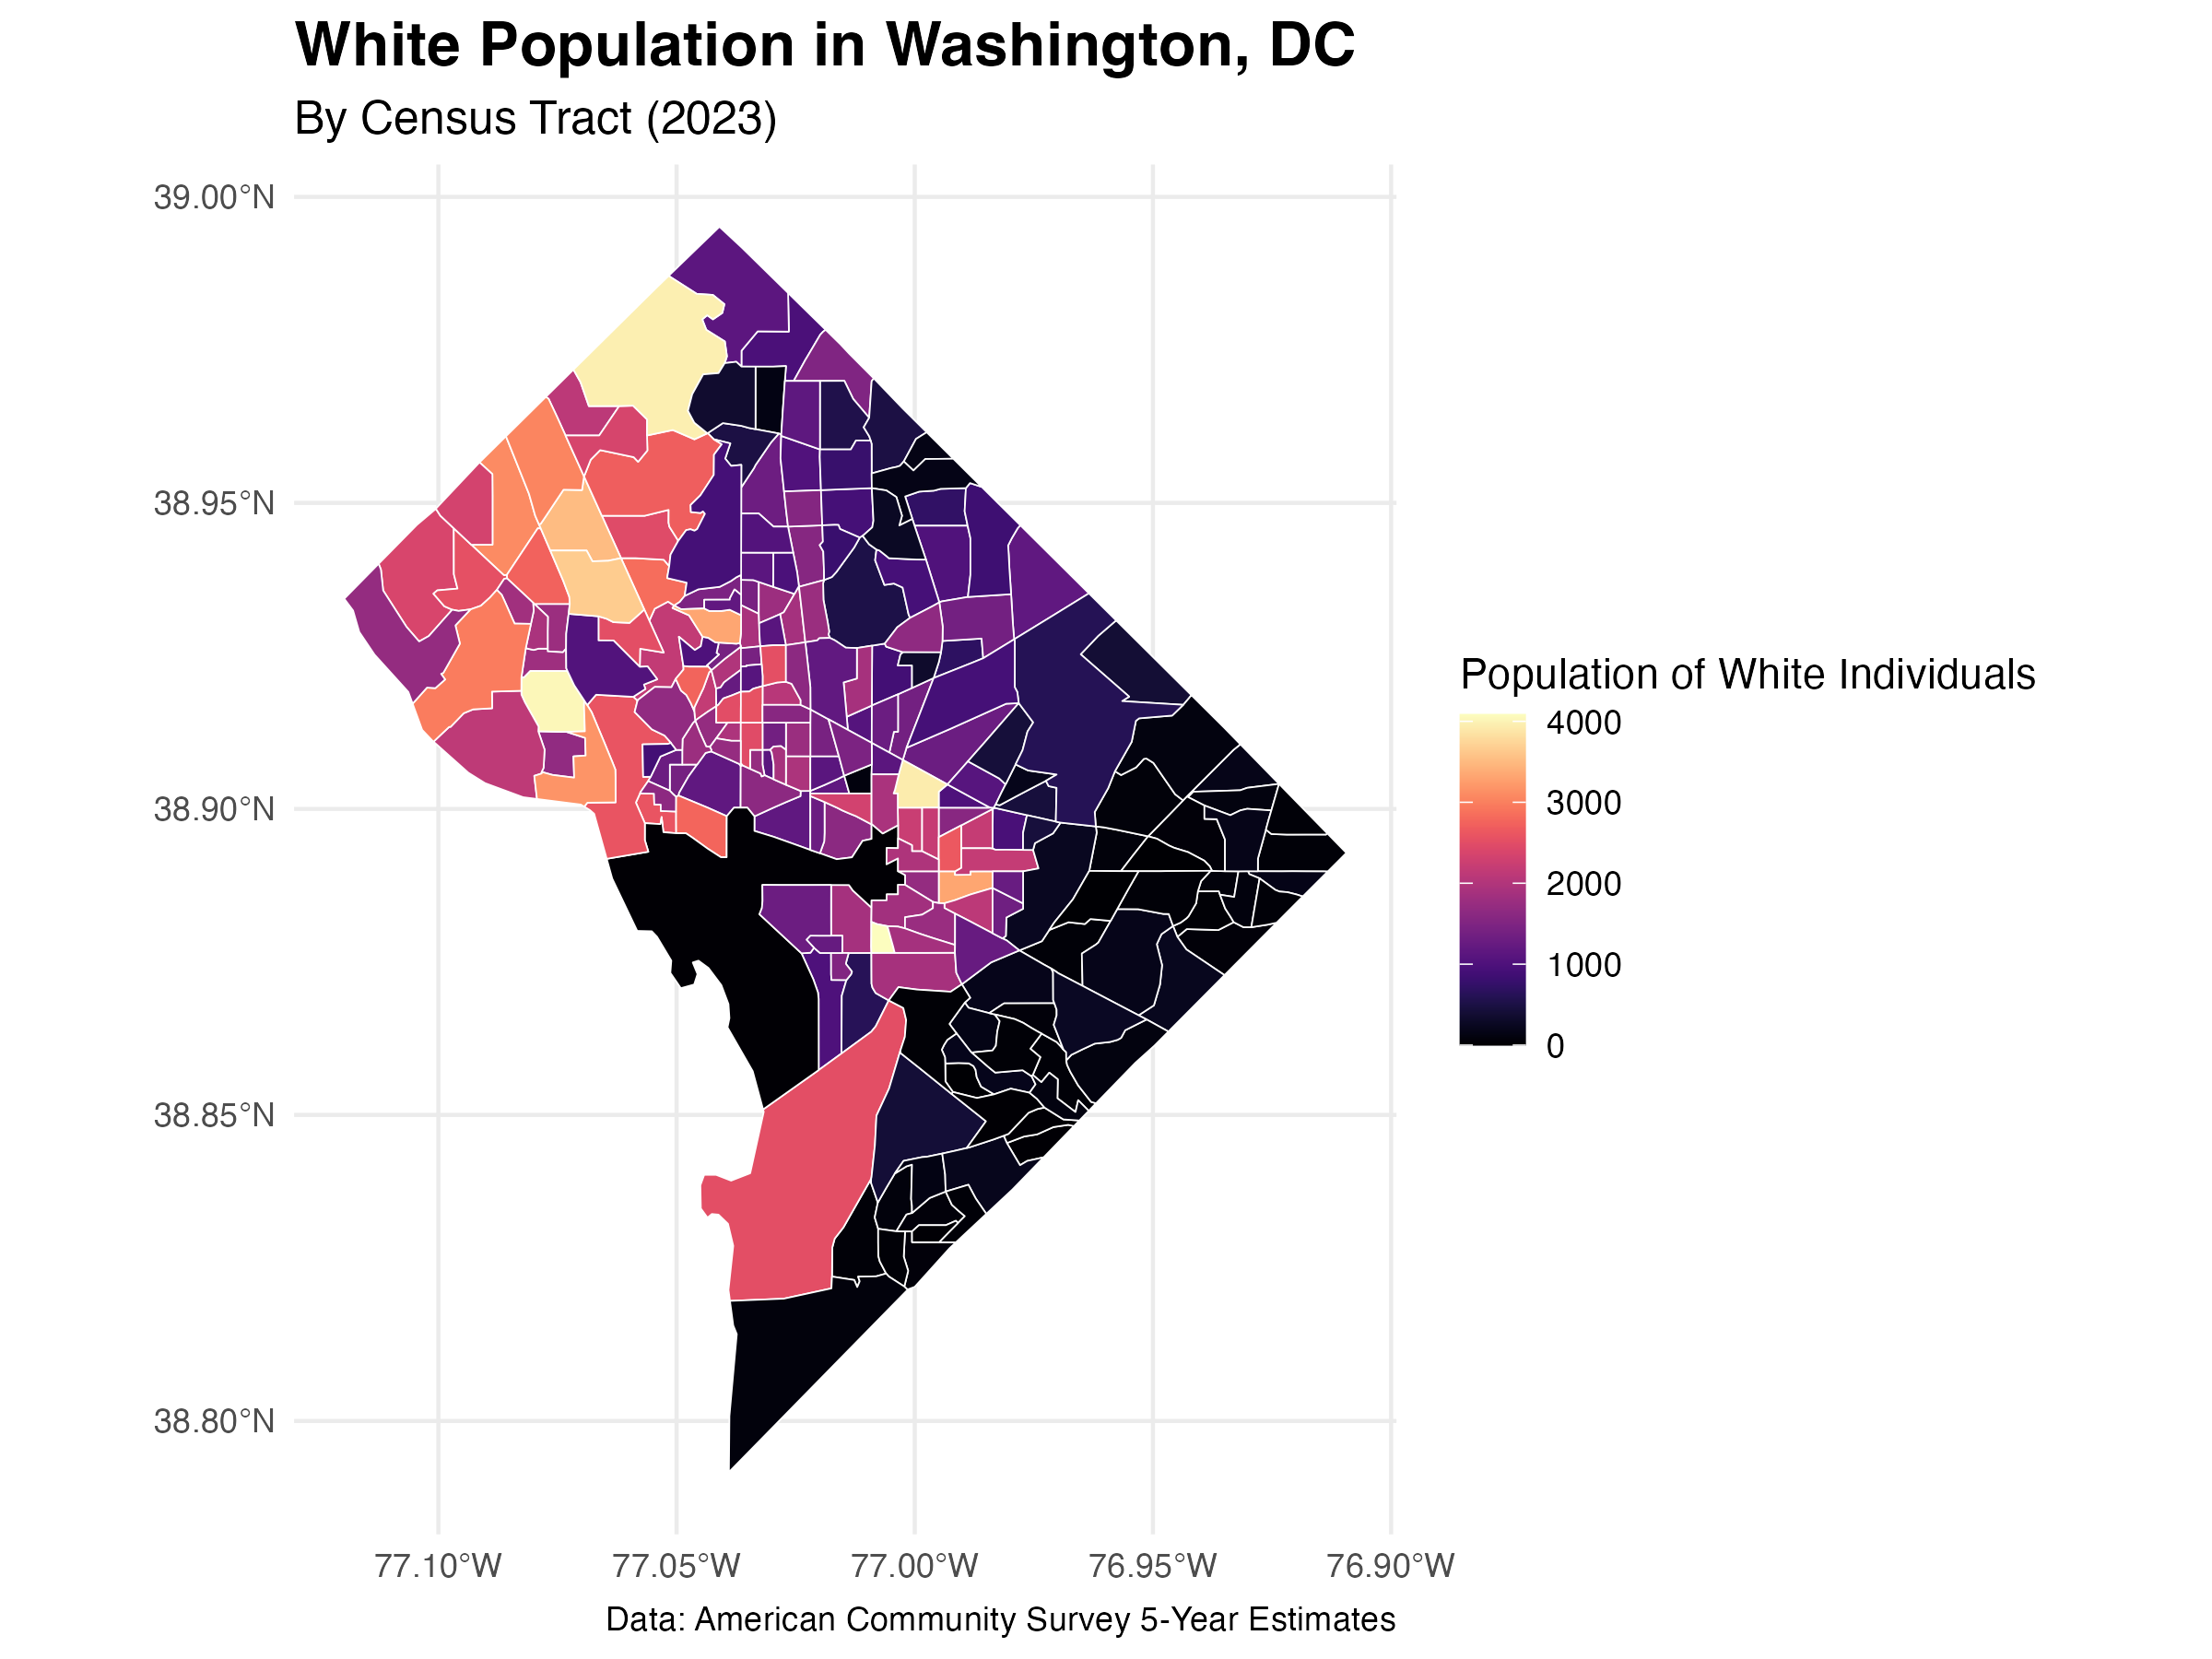 White Population in Washington, DC
By Census Tract (2023)
39.00°N
38.95°N
38.90°N
38.85°N
38.80°N
77.10°W 77.05°W 77.00°W 76.95°W 76.90°W
Population of White Individuals
4000
3000
2000
1000
0
Data: American Community Survey 5-Year Estimates